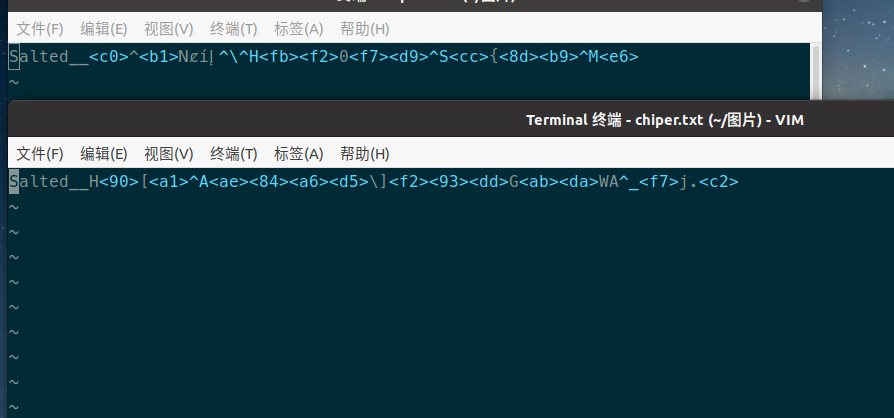 文件(F) 编辑(E) 视图(V) 终端(T) 标签(A) 帮助(H)
Salted__<c0>^<b1>Nȼíʲ^\^H<fb><f2>0<f7><d9>^S<cc>{<8d><b9>^M<e6>
~
Terminal 终端 - chiper.txt (~/图片) - VIM
文件(F) 编辑(E) 视图(V) 终端(T) 标签(A) 帮助(H)
Salted__H<90>[<a1>^A<ae><84><a6><d5>\]<f2><93><dd>G<ab><da>WA^_<f7>j.<c2>
~
~
~
~
~
~
~
~
~